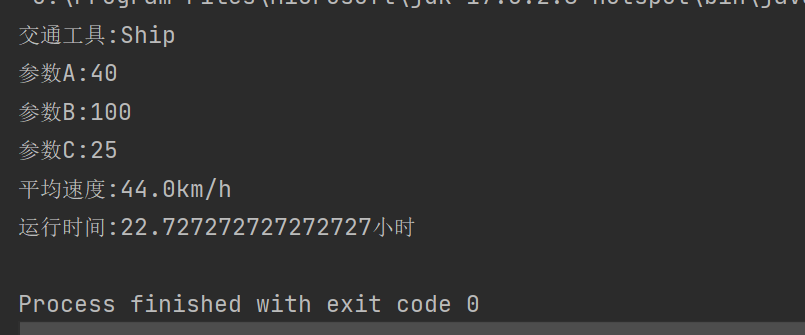 交通工具:Ship
参数A:40
参数B:100
参数C:25
平均速度:44.0km/h
运行时间:22.727272727272727小时
Process finished with exit code 0